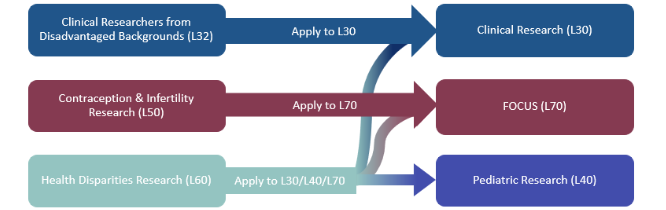 Clinical Researchers from
Disadvantaged Backgrounds (L32)
Apply to L30
Clinical Research (L30)
Contraception & Infertility
Research (L50)
Apply to L70
FOCUS (L70)
Health Disparities Research (L60)
Apply to L30/L40/L70
Pediatric Research (L40)